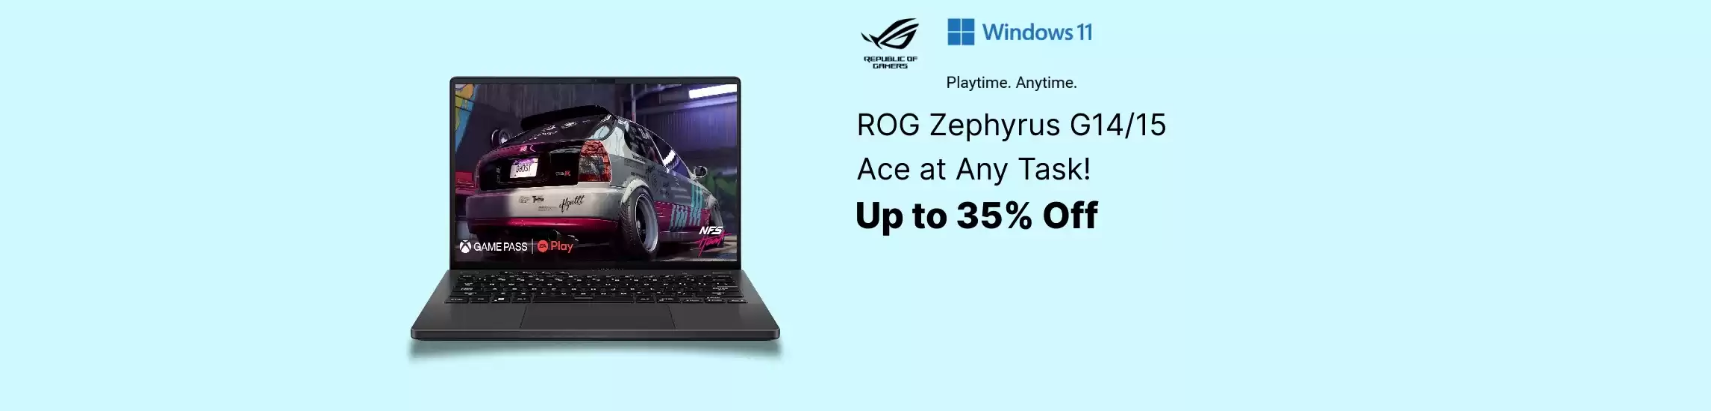 REPUBLIC OF
GAMERS
Windows 11
Playtime. Anytime.
ROG Zephyrus G14/15
Ace at Any Task!
Up to 35% Off
GAME PASS
EA Play
NFS